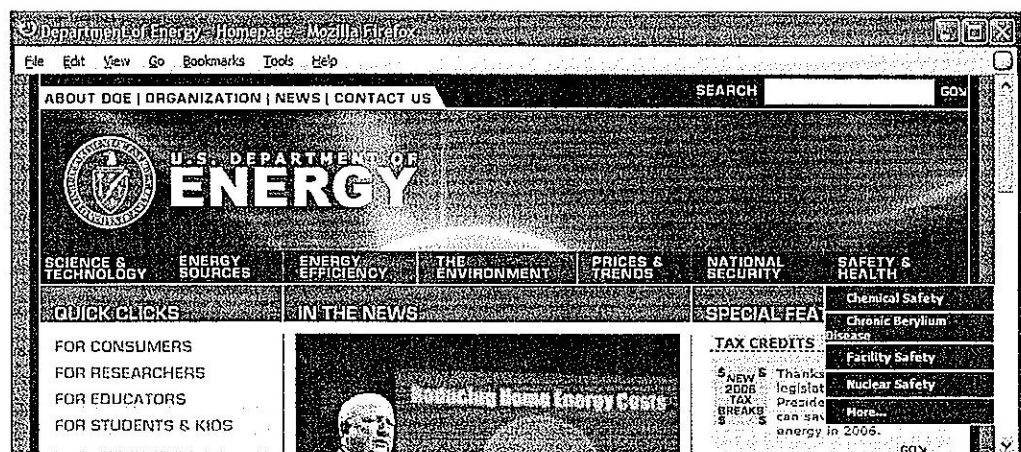 Department of Energy - Homepage - Mozilla Firefox
File Edit View Go Bookmarks Tools Help
ABOUT DOE | ORGANIZATION | NEWS | CONTACT US
SEARCH
GO
U.S. DEPARTMENT OF
ENERGY
SCIENCE &
TECHNOLOGY
ENERGY
SOURCES
ENERGY
EFFICIENCY
THE
ENVIRONMENT
PRICES &
TRENDS
NATIONAL
SECURITY
SAFETY &
HEALTH
Chemical Safety
Chronic Berylium
Disease
Facility Safety
Nuclear Safety
More...
QUICK CLICKS
FOR CONSUMERS
FOR RESEARCHERS
FOR EDUCATORS
FOR STUDENTS & KIDS
IN THE NEWS
Reducing Home Energy Costs
SPECIAL FEAT
TAX CREDITS
$ NEW $
2006
TAX
BREAKS
$ $
Thanks
legislat
Preside
can sav
energy in 2006.
GO